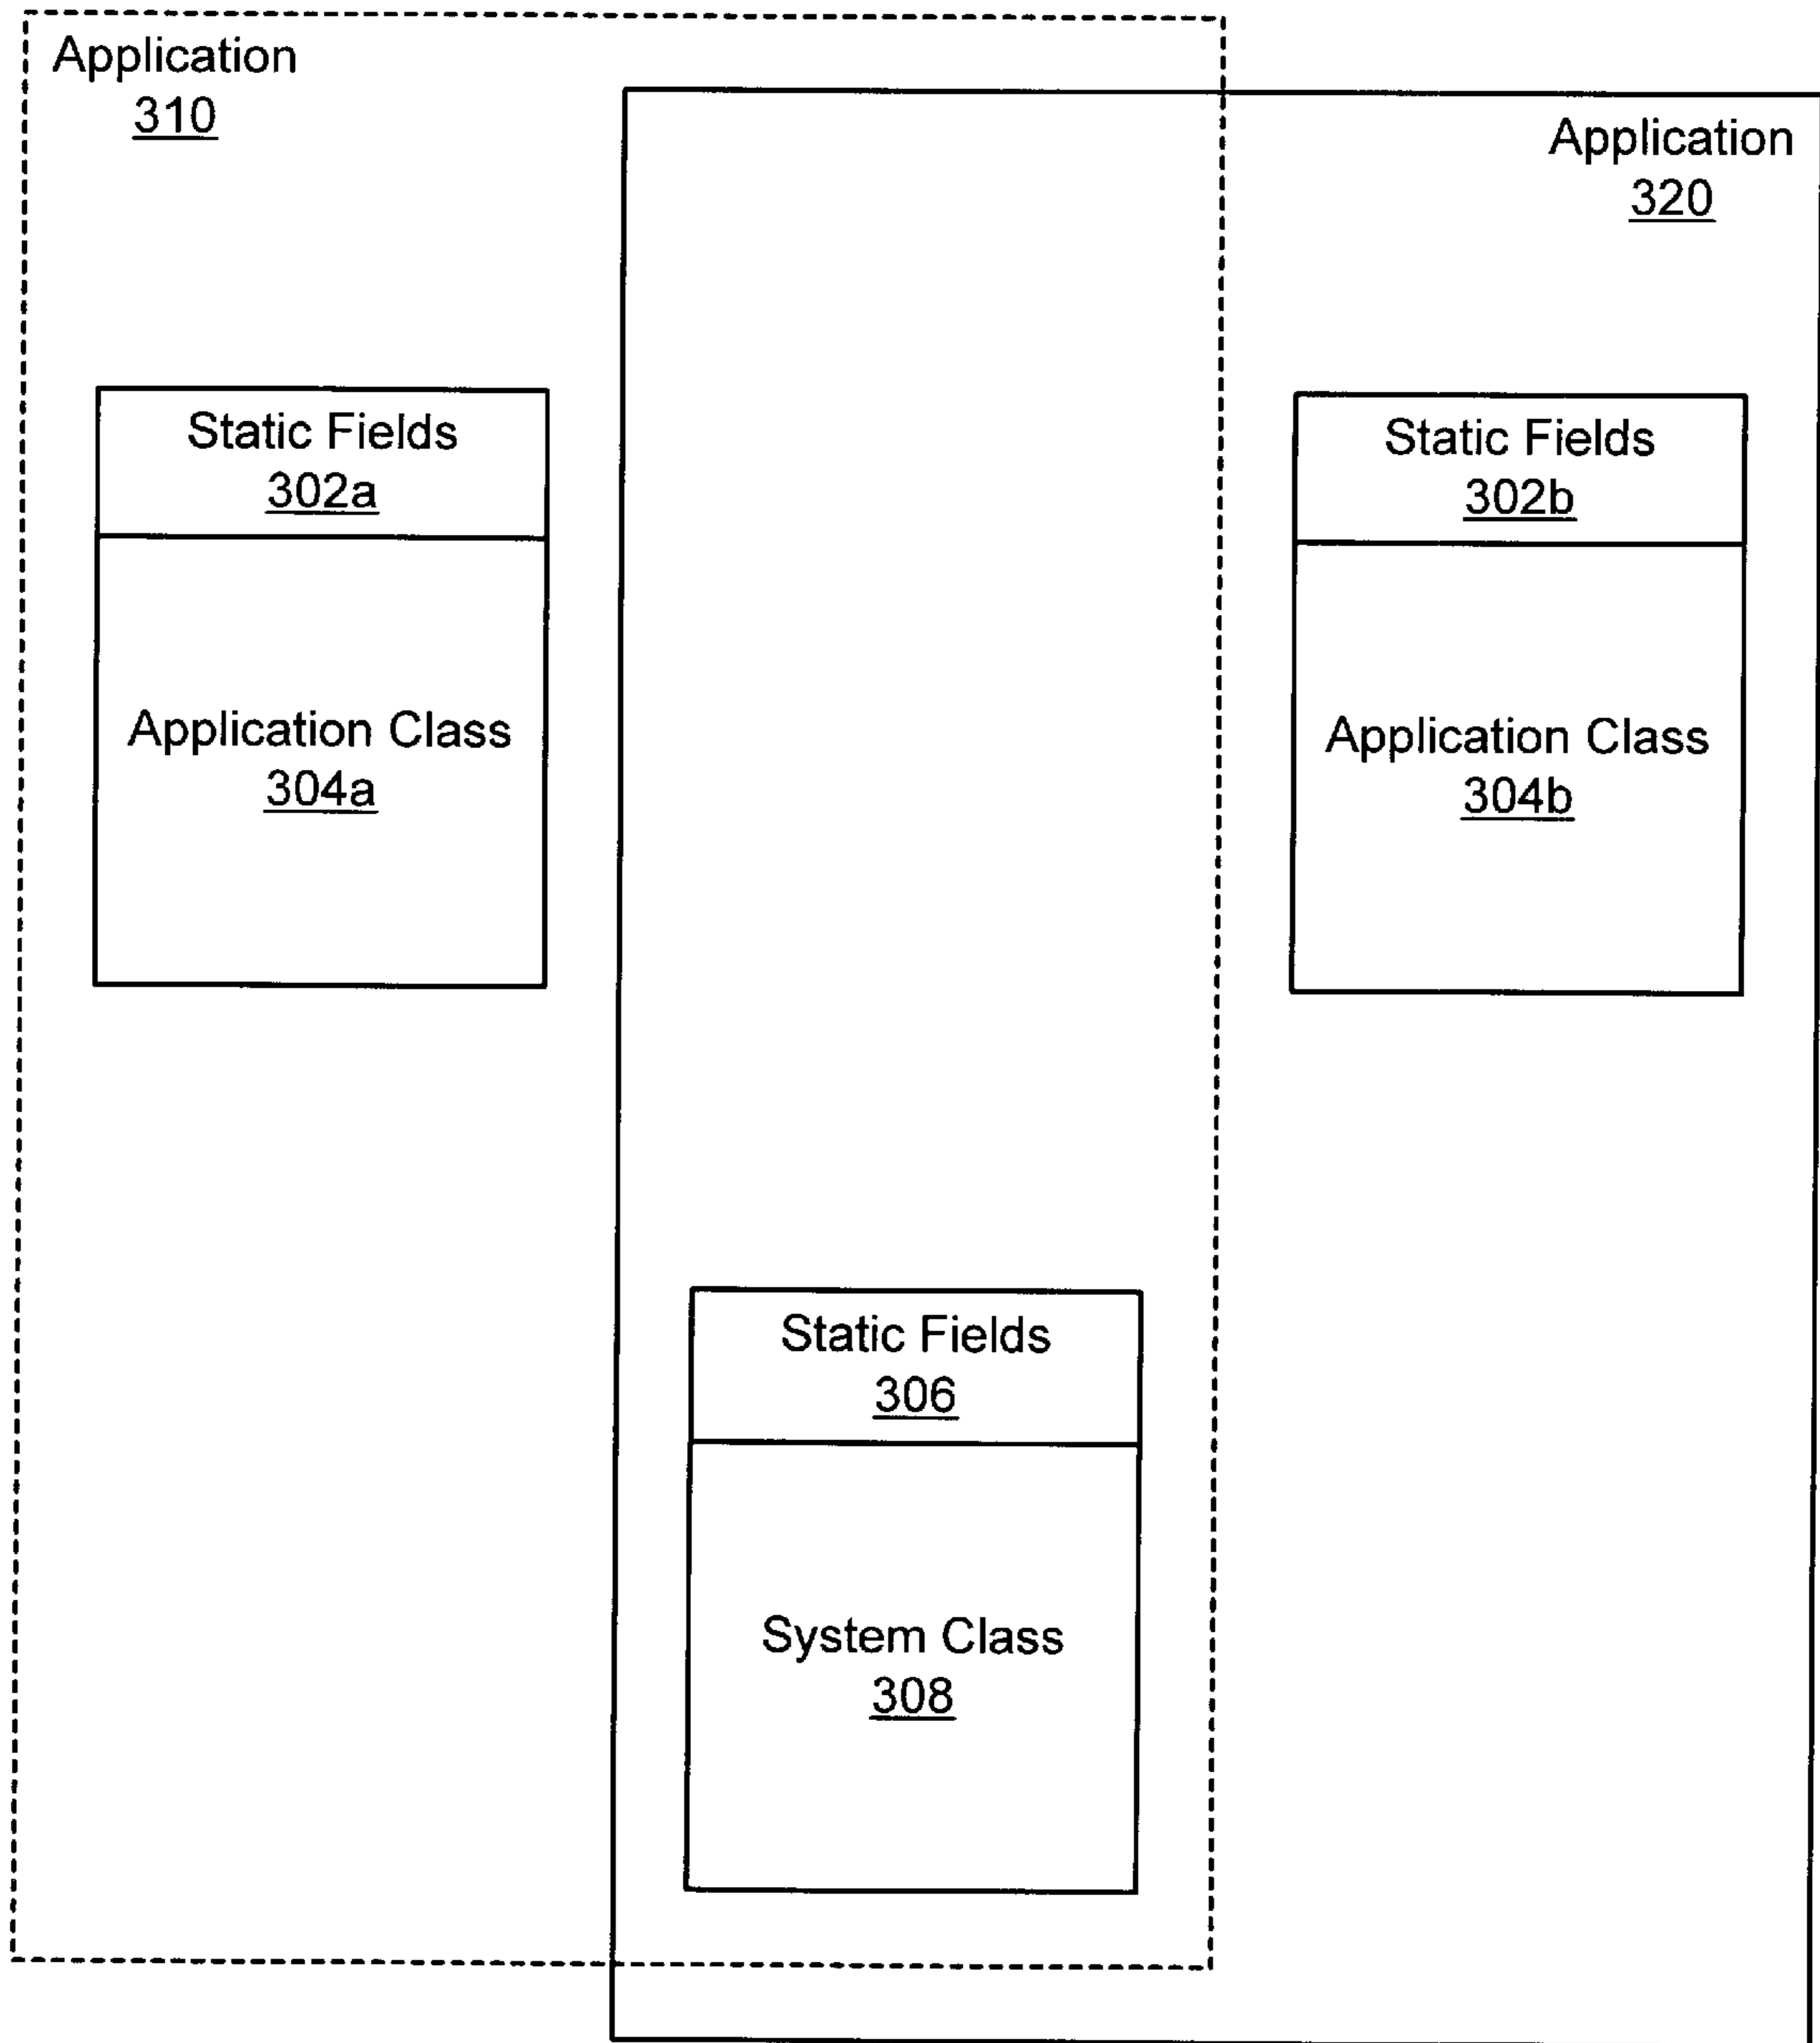 Application
310
Application
320
Static Fields
302a
Application Class
304a
Static Fields
302b
Application Class
304b
Static Fields
306
System Class
308